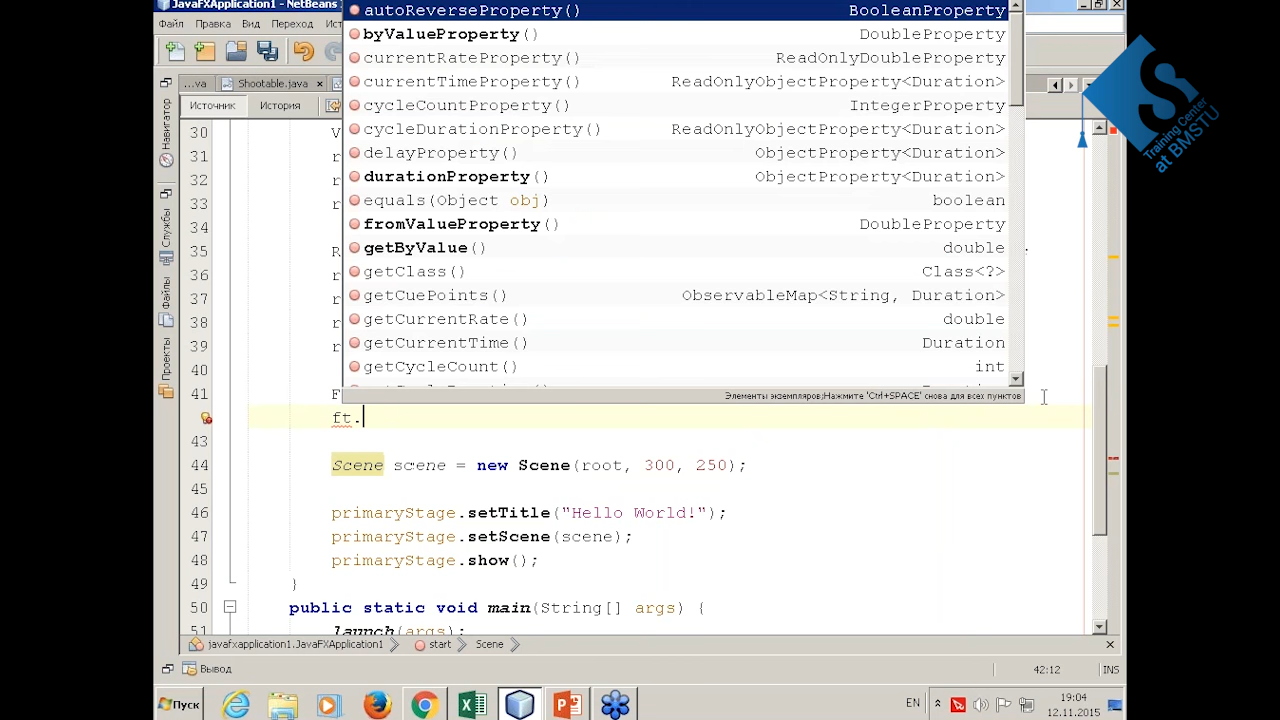 JavaFXApplication1 - NetBeans
Файл Правка Вид Переход
...va Shootable.java
Источник История
autoReverseProperty() BooleanProperty
byValueProperty() DoubleProperty
currentRateProperty() ReadOnlyDoubleProperty
currentTimeProperty() ReadOnlyObjectProperty<Duration>
cycleCountProperty() IntegerProperty
cycleDurationProperty() ReadOnlyObjectProperty<Duration>
delayProperty() ObjectProperty<Duration>
durationProperty() ObjectProperty<Duration>
equals(Object obj) boolean
fromValueProperty() DoubleProperty
getByValue() double
getClass() Class<?>
getCuePoints() ObservableMap<String, Duration>
getCurrentRate() double
getCurrentTime() Duration
getCycleCount() int
Элементы экземпляров;Нажмите 'Ctrl+SPACE' снова для всех пунктов
Training Center
at BMSTU
Навигатор
Службы
Файлы
Проекты
30 V
31 r
32 r
33 r
35 R
36 r
37 r
38 r
39 r
40
41 F
ft.
43
44 Scene scene = new Scene(root, 300, 250);
45
46 primaryStage.setTitle("Hello World!");
47 primaryStage.setScene(scene);
48 primaryStage.show();
49 }
50 public static void main(String[] args) {
51 launch(args);
javafxapplication1.JavaFXApplication1 start Scene
Вывод 42:12 INS
Пуск EN 19:04
12.11.2015